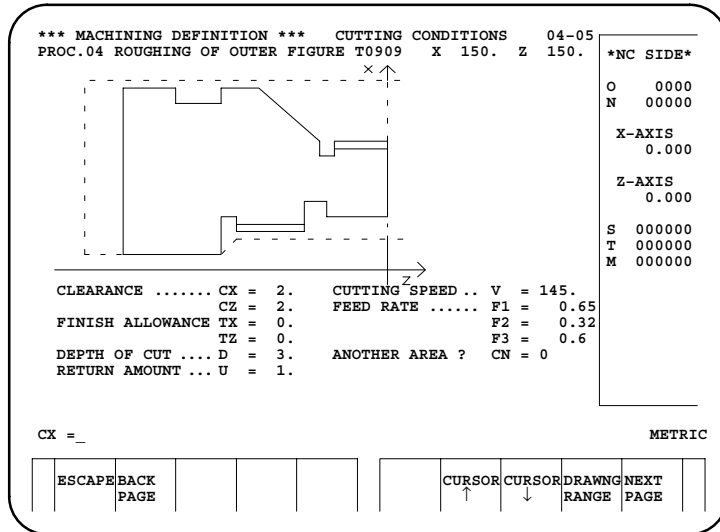 *** MACHINING DEFINITION *** CUTTING CONDITIONS 04-05
PROC.04 ROUGHING OF OUTER FIGURE T0909 X 150. Z 150.
*NC SIDE*
X
O 0000
N 00000
X-AXIS
0.000
Z-AXIS
0.000
S 000000
T 000000
M 000000
Z
CLEARANCE ....... CX = 2. CUTTING SPEED .. V = 145.
CZ = 2. FEED RATE ...... F1 = 0.65
FINISH ALLOWANCE TX = 0. F2 = 0.32
TZ = 0. F3 = 0.6
DEPTH OF CUT .... D = 3. ANOTHER AREA ? CN = 0
RETURN AMOUNT ... U = 1.
CX =_ METRIC
ESCAPE BACK PAGE CURSOR ↑ CURSOR ↓ DRAWNG RANGE NEXT PAGE